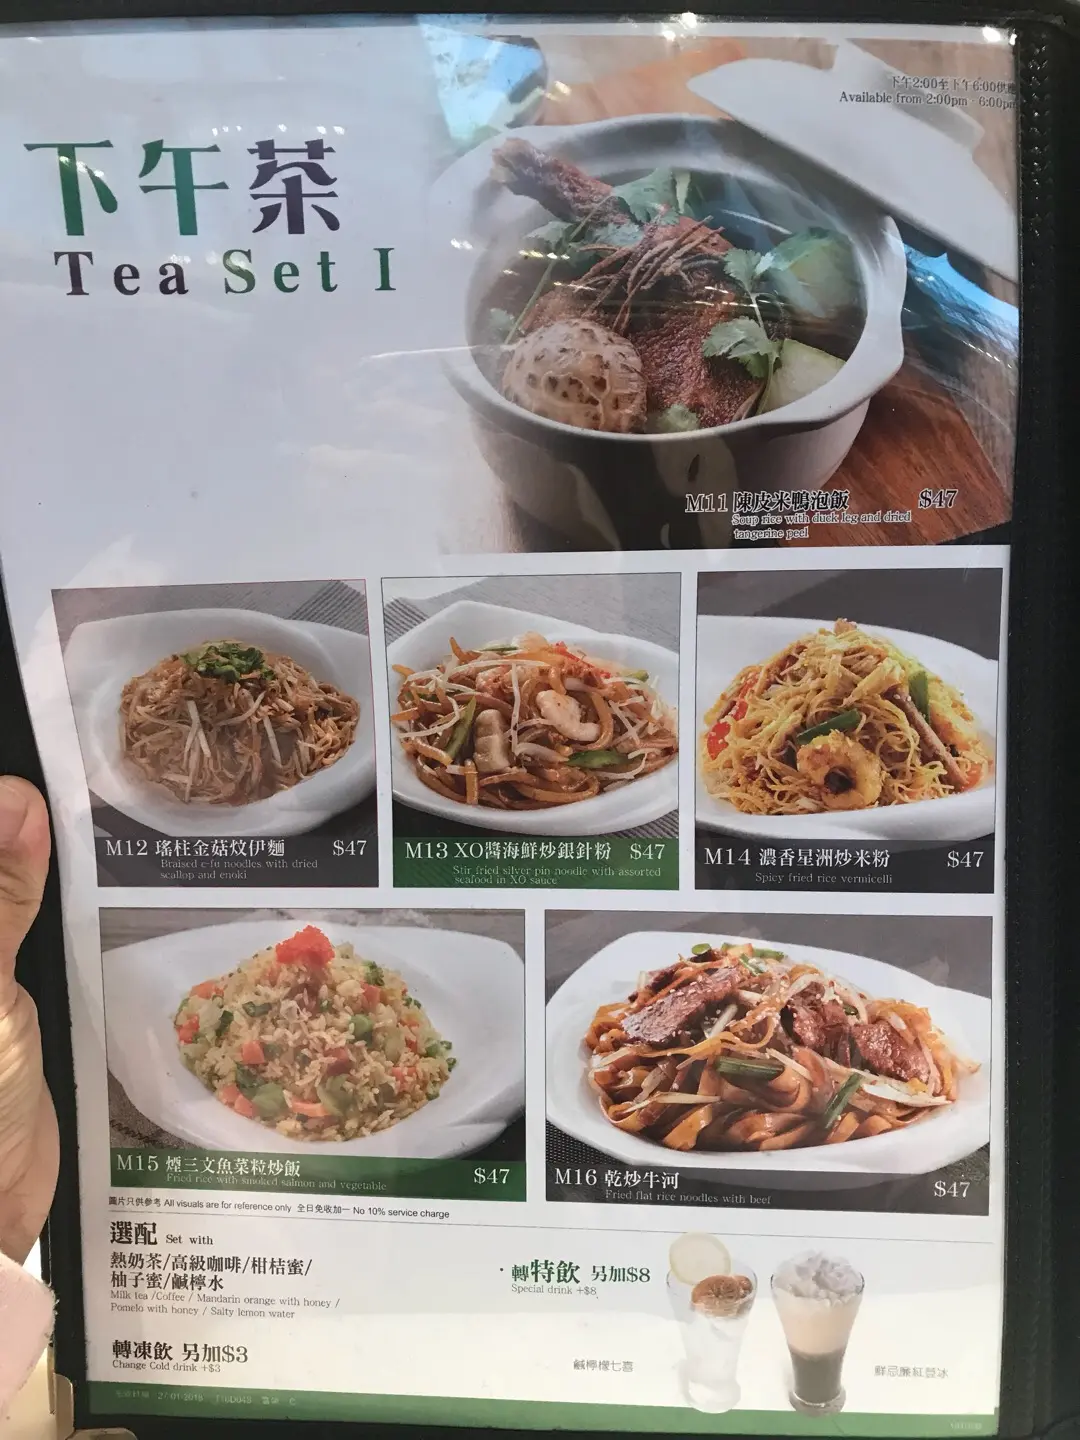 下午2:00至下午6:00供應
Available from 2:00pm - 6:00pm
下午茶
Tea Set I
M11 陳皮米鴨泡飯 $47
Soup rice with duck leg and dried
tangerine peel
M12 瑤柱金菇炆伊麵 $47
Braised e-fu noodles with dried
scallop and enoki
M13 XO醬海鮮炒銀針粉 $47
Stir fried silver pin noodle with assorted
seafood in XO sauce
M14 濃香星洲炒米粉 $47
Spicy fried rice vermicelli
M15 煙三文魚菜粒炒飯 $47
Fried rice with smoked salmon and vegetable
M16 乾炒牛河 $47
Fried flat rice noodles with beef
圖片只供參考 All visuals are for reference only 全日免收加一 No 10% service charge
選配 Set with
熱奶茶/高級咖啡/柑桔蜜/
柚子蜜/鹹檸水
Milk tea /Coffee / Mandarin orange with honey /
Pomelo with honey / Salty lemon water
轉凍飲 另加$3
Change Cold drink +$3
· 轉特飲 另加$8
Special drink +$8
鹹檸檬七喜
鮮忌廉紅荳冰